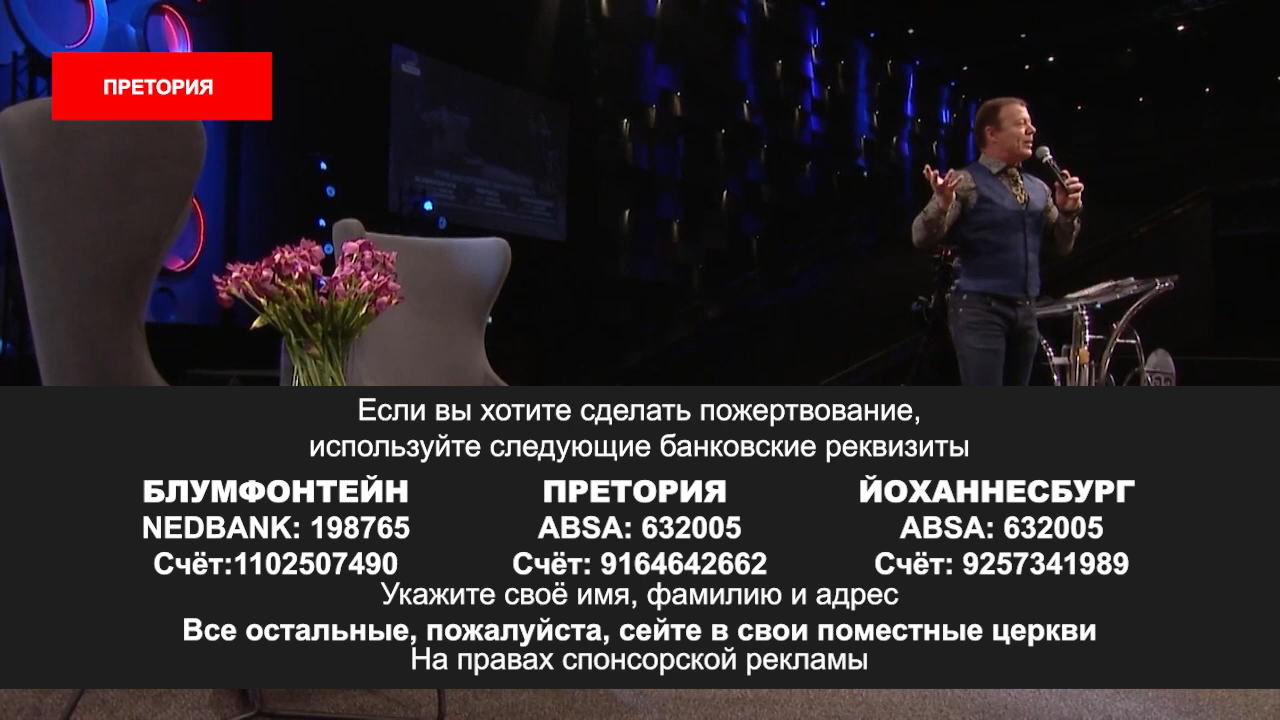 ПРЕТОРИЯ
Если вы хотите сделать пожертвование,
используйте следующие банковские реквизиты
БЛУМФОНТЕЙН ПРЕТОРИЯ ЙОХАННЕСБУРГ
NEDBANK: 198765 ABSA: 632005 ABSA: 632005
Счёт:1102507490 Счёт: 9164642662 Счёт: 9257341989
Укажите своё имя, фамилию и адрес
Все остальные, пожалуйста, сейте в свои поместные церкви
На правах спонсорской рекламы